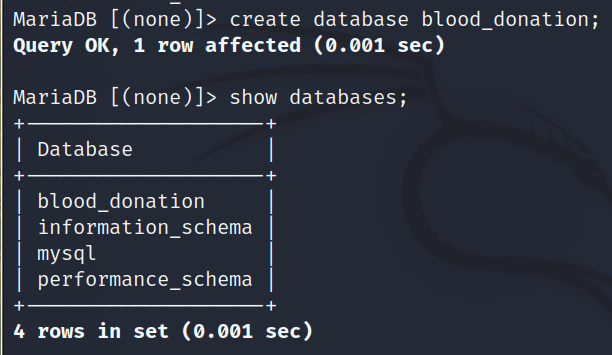 MariaDB [(none)]> create database blood_donation;
Query OK, 1 row affected (0.001 sec)
MariaDB [(none)]> show databases;
+--------------------+
| Database           |
+--------------------+
| blood_donation     |
| information_schema |
| mysql              |
| performance_schema |
+--------------------+
4 rows in set (0.001 sec)